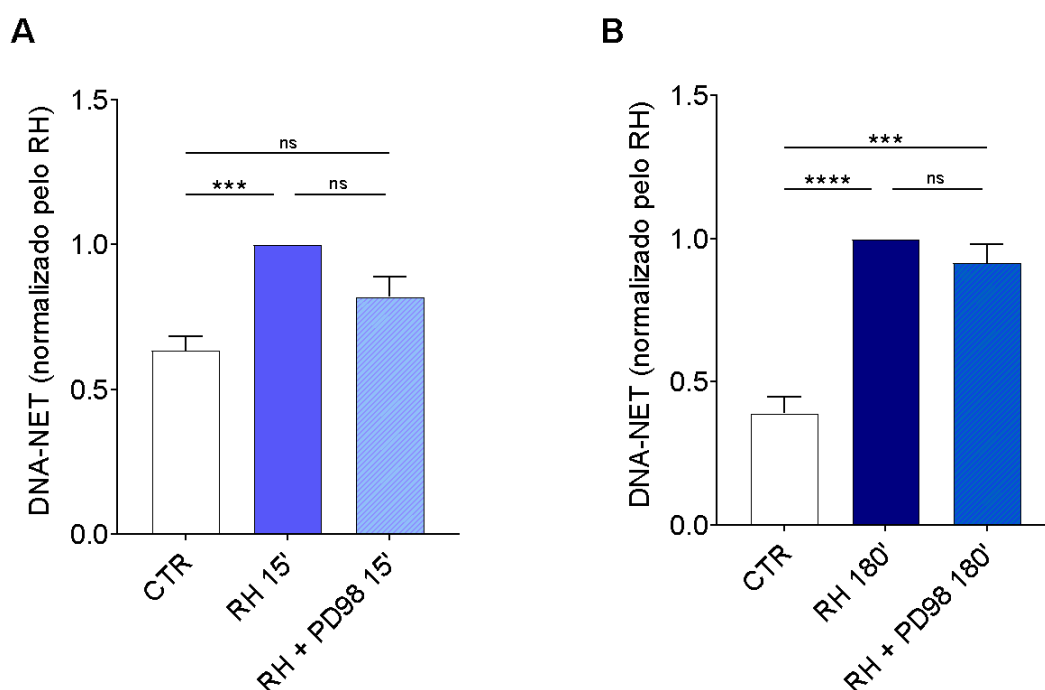 A
DNA-NET (normalizado pelo RH)
1.5
1.0
0.5
0.0
ns
***
ns
CTR
RH 15'
RH + PD98 15'
B
DNA-NET (normalizado pelo RH)
1.5
1.0
0.5
0.0
***
****
ns
CTR
RH 180'
RH + PD98 180'